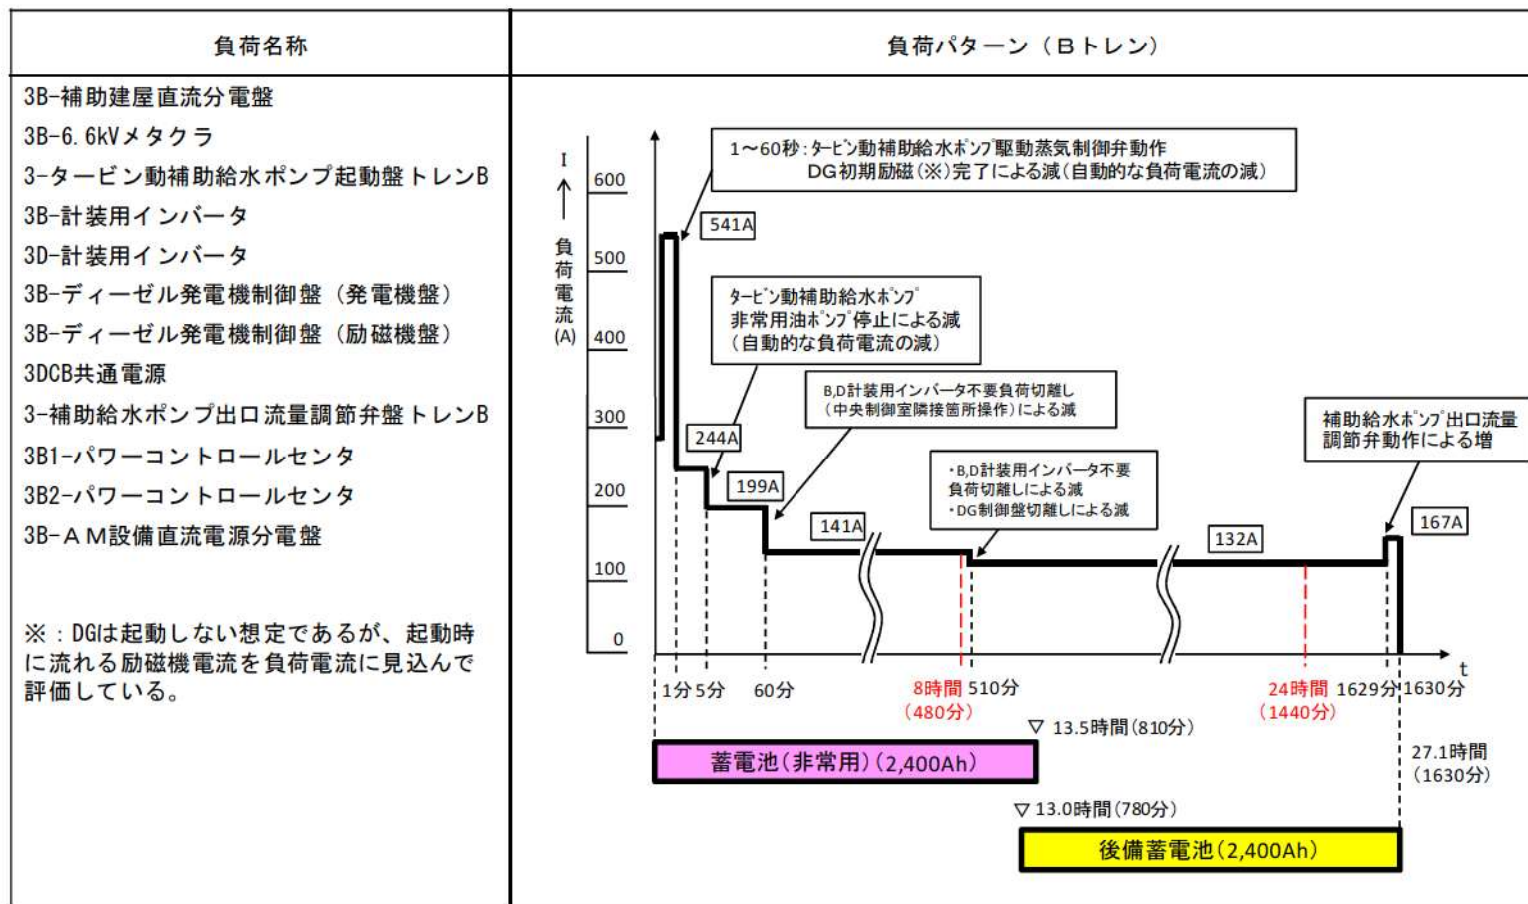 負荷名称
負荷パターン（Bトレン）
3B-補助建屋直流分電盤
3B-6.6kVメタクラ
3-タービン動補助給水ポンプ起動盤トレンB
3B-計装用インバータ
3D-計装用インバータ
3B-ディーゼル発電機制御盤（発電機盤）
3B-ディーゼル発電機制御盤（励磁機盤）
3DCB共通電源
3-補助給水ポンプ出口流量調節弁盤トレンB
3B1-パワーコントロールセンタ
3B2-パワーコントロールセンタ
3B-ＡＭ設備直流電源分電盤
※：DGは起動しない想定であるが、起動時
に流れる励磁機電流を負荷電流に見込んで
評価している。
I
↑
負荷電流(A)
600
500
400
300
200
100
0
1～60秒：ﾀｰﾋﾞﾝ動補助給水ﾎﾟﾝﾌﾟ駆動蒸気制御弁動作
DG初期励磁（※）完了による減（自動的な負荷電流の減）
541A
ﾀｰﾋﾞﾝ動補助給水ﾎﾟﾝﾌﾟ
非常用油ﾎﾟﾝﾌﾟ停止による減
（自動的な負荷電流の減）
244A
199A
B,D計装用インバータ不要負荷切離し
（中央制御室隣接箇所操作）による減
141A
・B,D計装用インバータ不要
負荷切離しによる減
・DG制御盤切離しによる減
132A
補助給水ﾎﾟﾝﾌﾟ出口流量
調節弁動作による増
167A
t
1分
5分
60分
8時間
（480分）
510分
24時間
（1440分）
1629分
1630分
▽ 13.5時間(810分)
蓄電池（非常用）（2,400Ah）
27.1時間
（1630分）
▽ 13.0時間(780分)
後備蓄電池（2,400Ah）